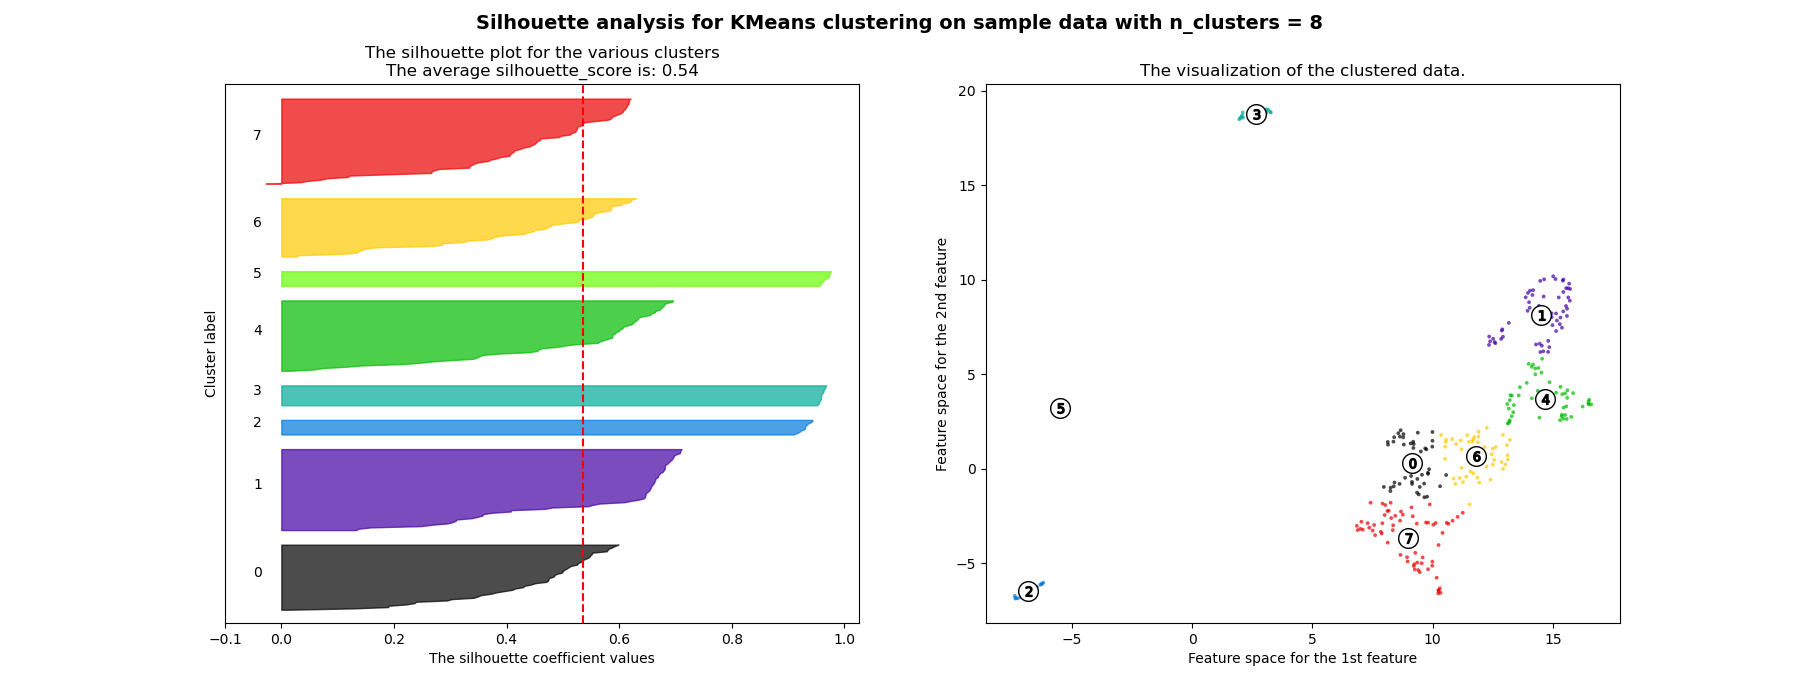 Silhouette analysis for KMeans clustering on sample data with n_clusters = 8
The silhouette plot for the various clusters
The average silhouette_score is: 0.54
7
6
5
4
3
2
1
0
Cluster label
−0.1 0.0 0.2 0.4 0.6 0.8 1.0
The silhouette coefficient values
The visualization of the clustered data.
20
15
10
5
0
−5
Feature space for the 2nd feature
3
1
5
4
6
0
7
2
−5 0 5 10 15
Feature space for the 1st feature